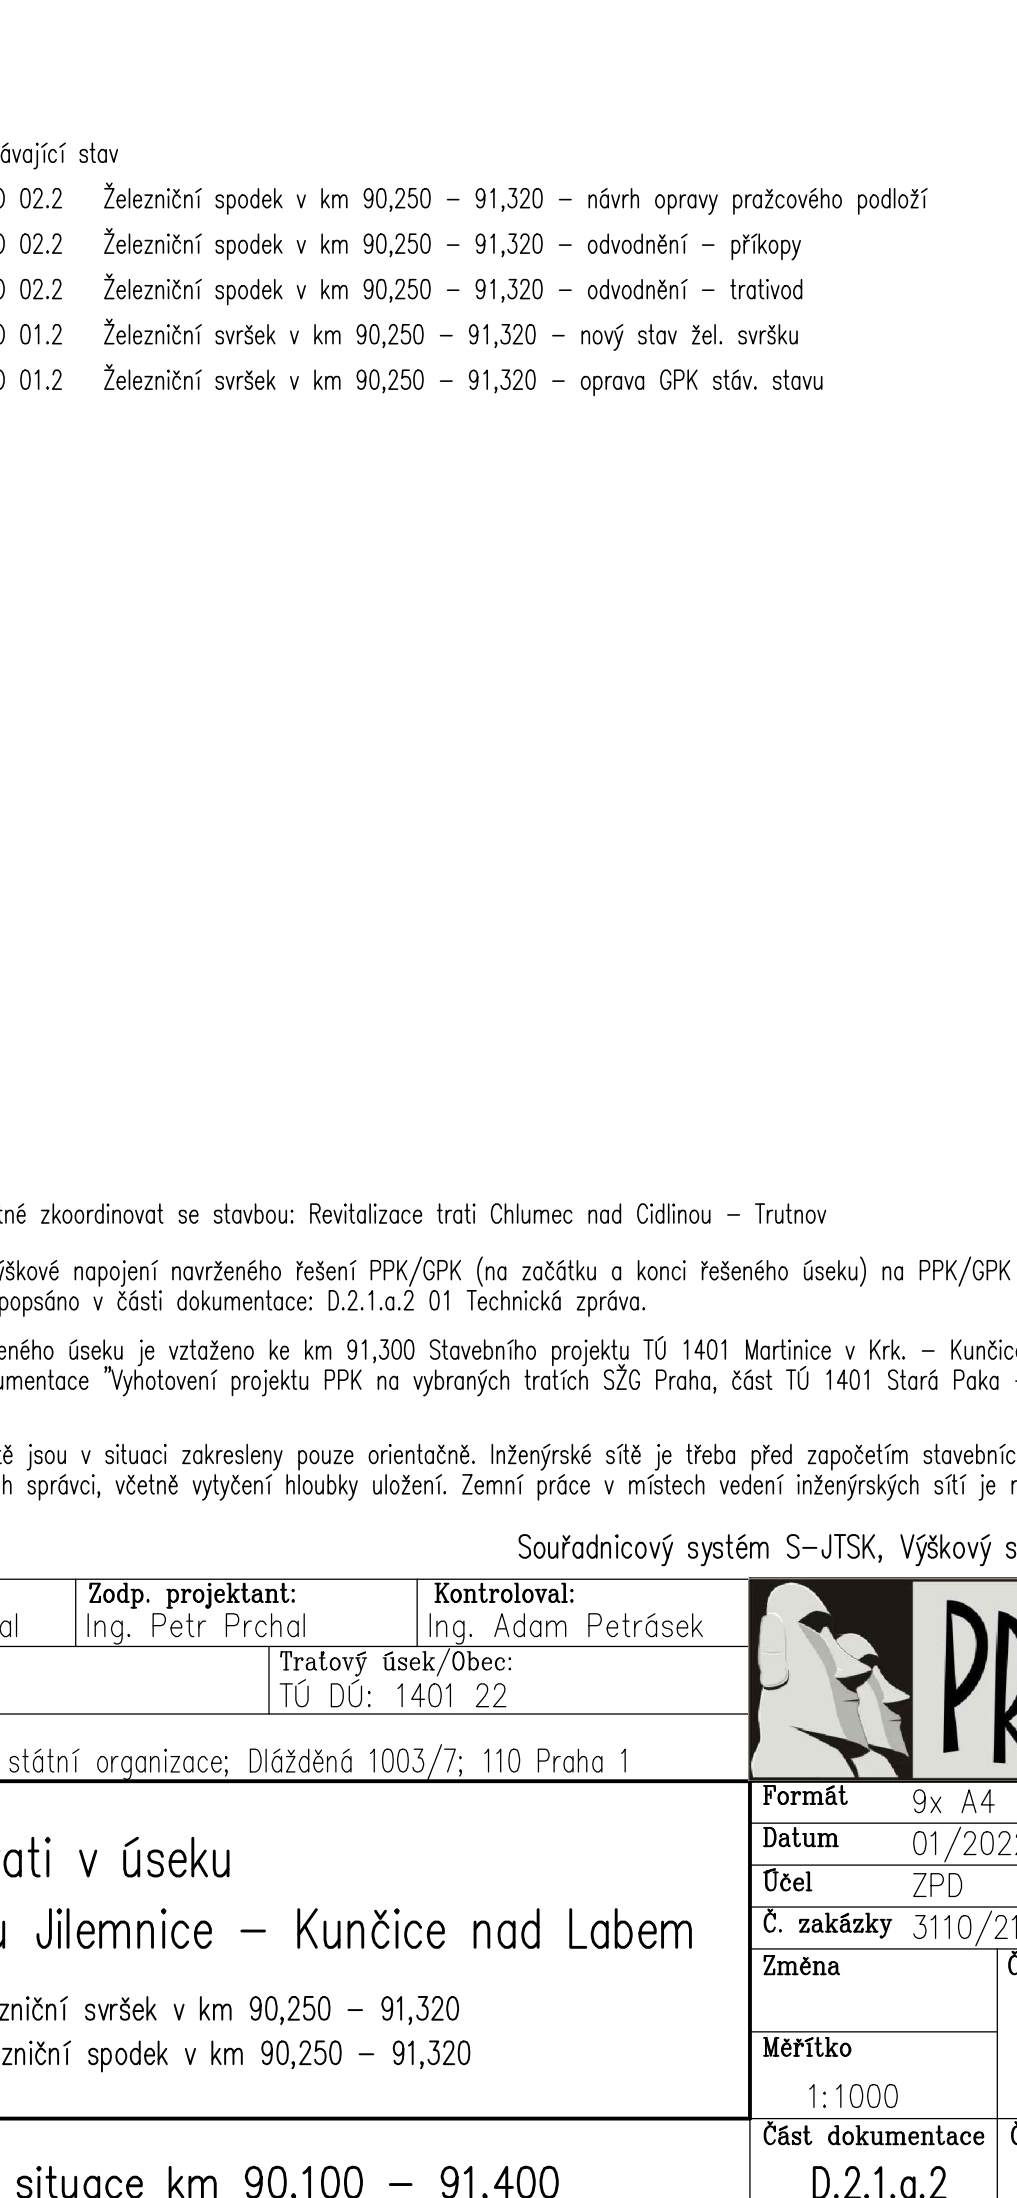 ávající stav
02.2 Železniční spodek v km 90,250 – 91,320 – návrh opravy pražcového podloží
02.2 Železniční spodek v km 90,250 – 91,320 – odvodnění – příkopy
02.2 Železniční spodek v km 90,250 – 91,320 – odvodnění – trativod
01.2 Železniční svršek v km 90,250 – 91,320 – nový stav žel. svršku
01.2 Železniční svršek v km 90,250 – 91,320 – oprava GPK stáv. stavu
tné zkoordinovat se stavbou: Revitalizace trati Chlumec nad Cidlinou – Trutnov
ýškové napojení navrženého řešení PPK/GPK (na začátku a konci řešeného úseku) na PPK/GPK
popsáno v části dokumentace: D.2.1.a.2 01 Technická zpráva.
eného úseku je vztaženo ke km 91,300 Stavebního projektu TÚ 1401 Martinice v Krk. – Kunčic
umentace "Vyhotovení projektu PPK na vybraných tratích SŽG Praha, část TÚ 1401 Stará Paka -
tě jsou v situaci zakresleny pouze orientačně. Inženýrské sítě je třeba před započetím stavebníc
h správci, včetně vytyčení hloubky uložení. Zemní práce v místech vedení inženýrských sítí je
Souřadnicový systém S-JTSK, Výškový s
Zodp. projektant: Kontroloval:
al Ing. Petr Prchal Ing. Adam Petrásek
Traťový úsek/Obec:
TÚ DÚ: 1401 22
státní organizace; Dlážděná 1003/7; 110 Praha 1
PR
Formát 9x A4
Datum 01/2022
Účel ZPD
Č. zakázky 3110/21
rati v úseku
u Jilemnice – Kunčice nad Labem
zniční svršek v km 90,250 – 91,320
zniční spodek v km 90,250 – 91,320
Změna Č
Měřítko
1:1000
Část dokumentace Č
D.2.1.a.2
situace km 90,100 – 91,400